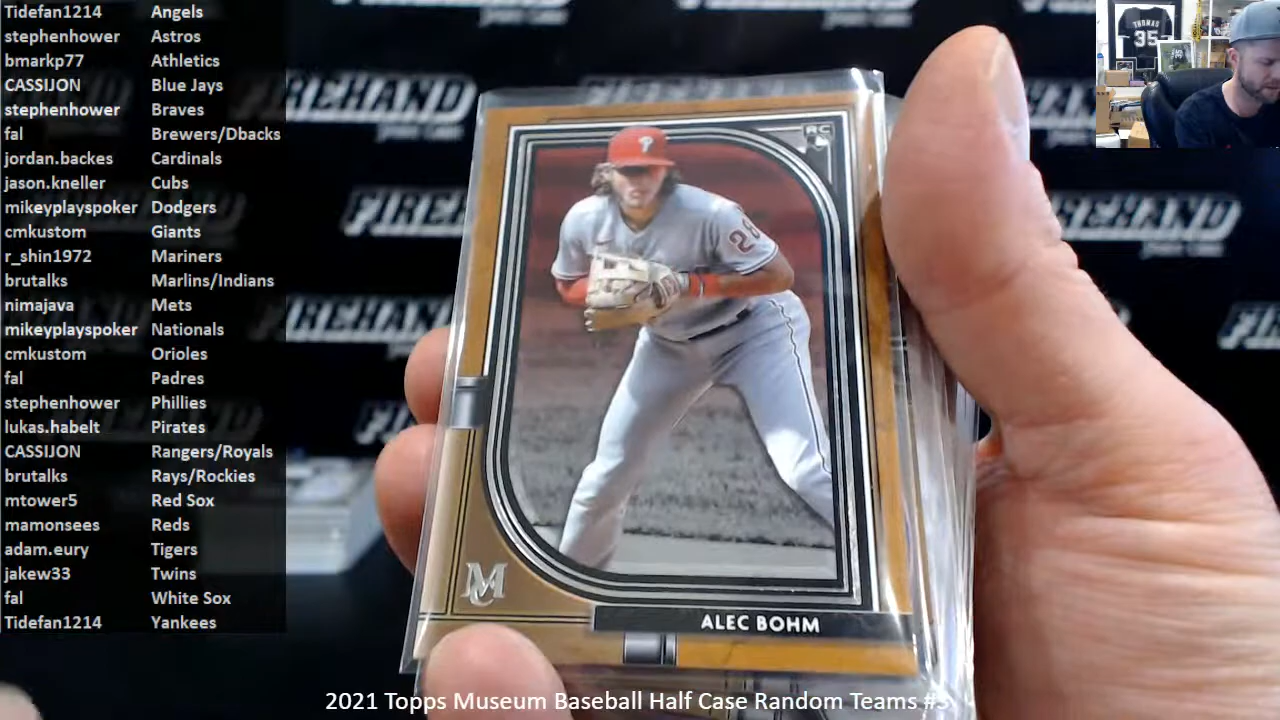 Tidefan1214 Angels
stephenhower Astros
bmarkp77 Athletics
CASSIJON Blue Jays
stephenhower Braves
fal Brewers/Dbacks
jordan.backes Cardinals
jason.kneller Cubs
mikeyplayspoker Dodgers
cmkustom Giants
r_shin1972 Mariners
brutalks Marlins/Indians
nimajava Mets
mikeyplayspoker Nationals
cmkustom Orioles
fal Padres
stephenhower Phillies
lukas.habelt Pirates
CASSIJON Rangers/Royals
brutalks Rays/Rockies
mtower5 Red Sox
mamonsees Reds
adam.eury Tigers
jakew33 Twins
fal White Sox
Tidefan1214 Yankees
FIREHAND
FIREHAND
FIREHAND
THOMAS
35
RC
P
28
M
ALEC BOHM
2021 Topps Museum Baseball Half Case Random Teams